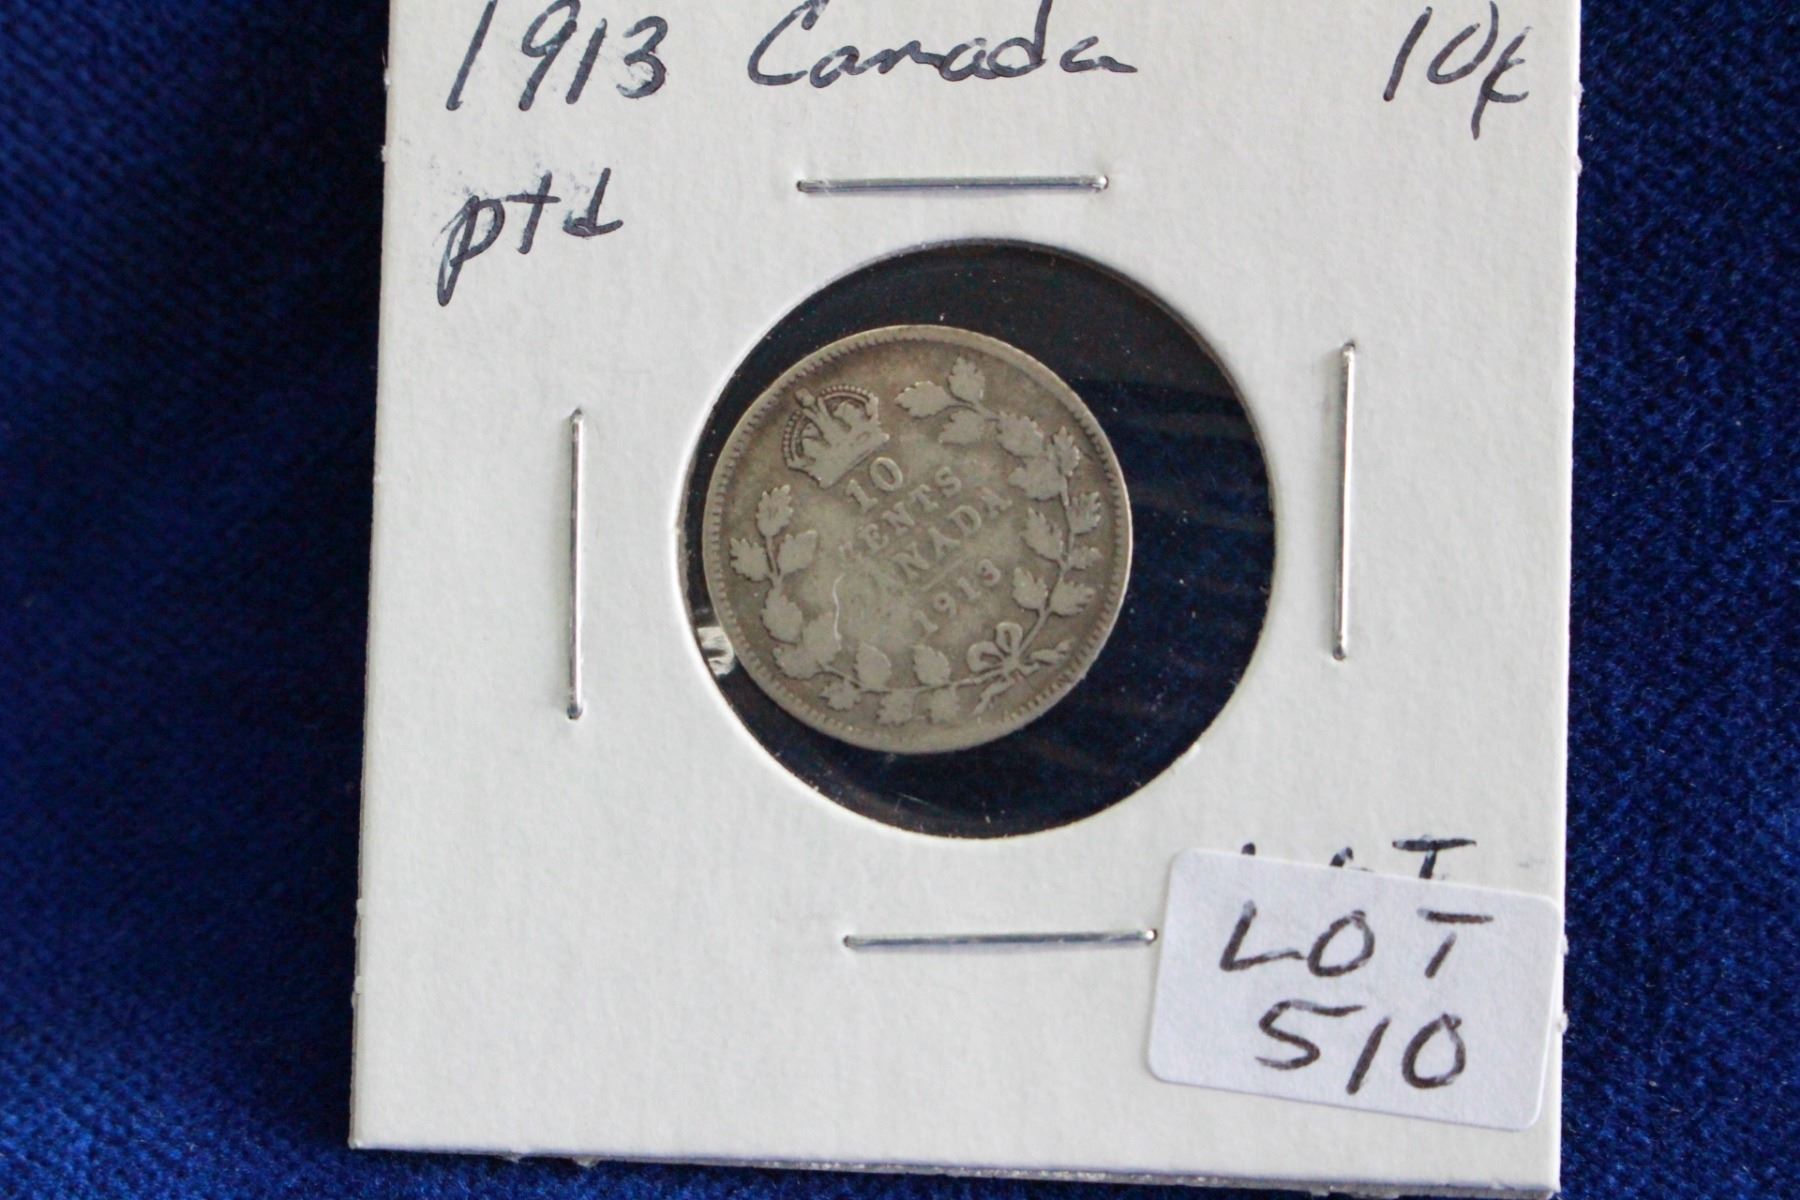 1913 Canada 10¢
ptd
10
CENTS
CANADA
1913
LOT
LOT
510